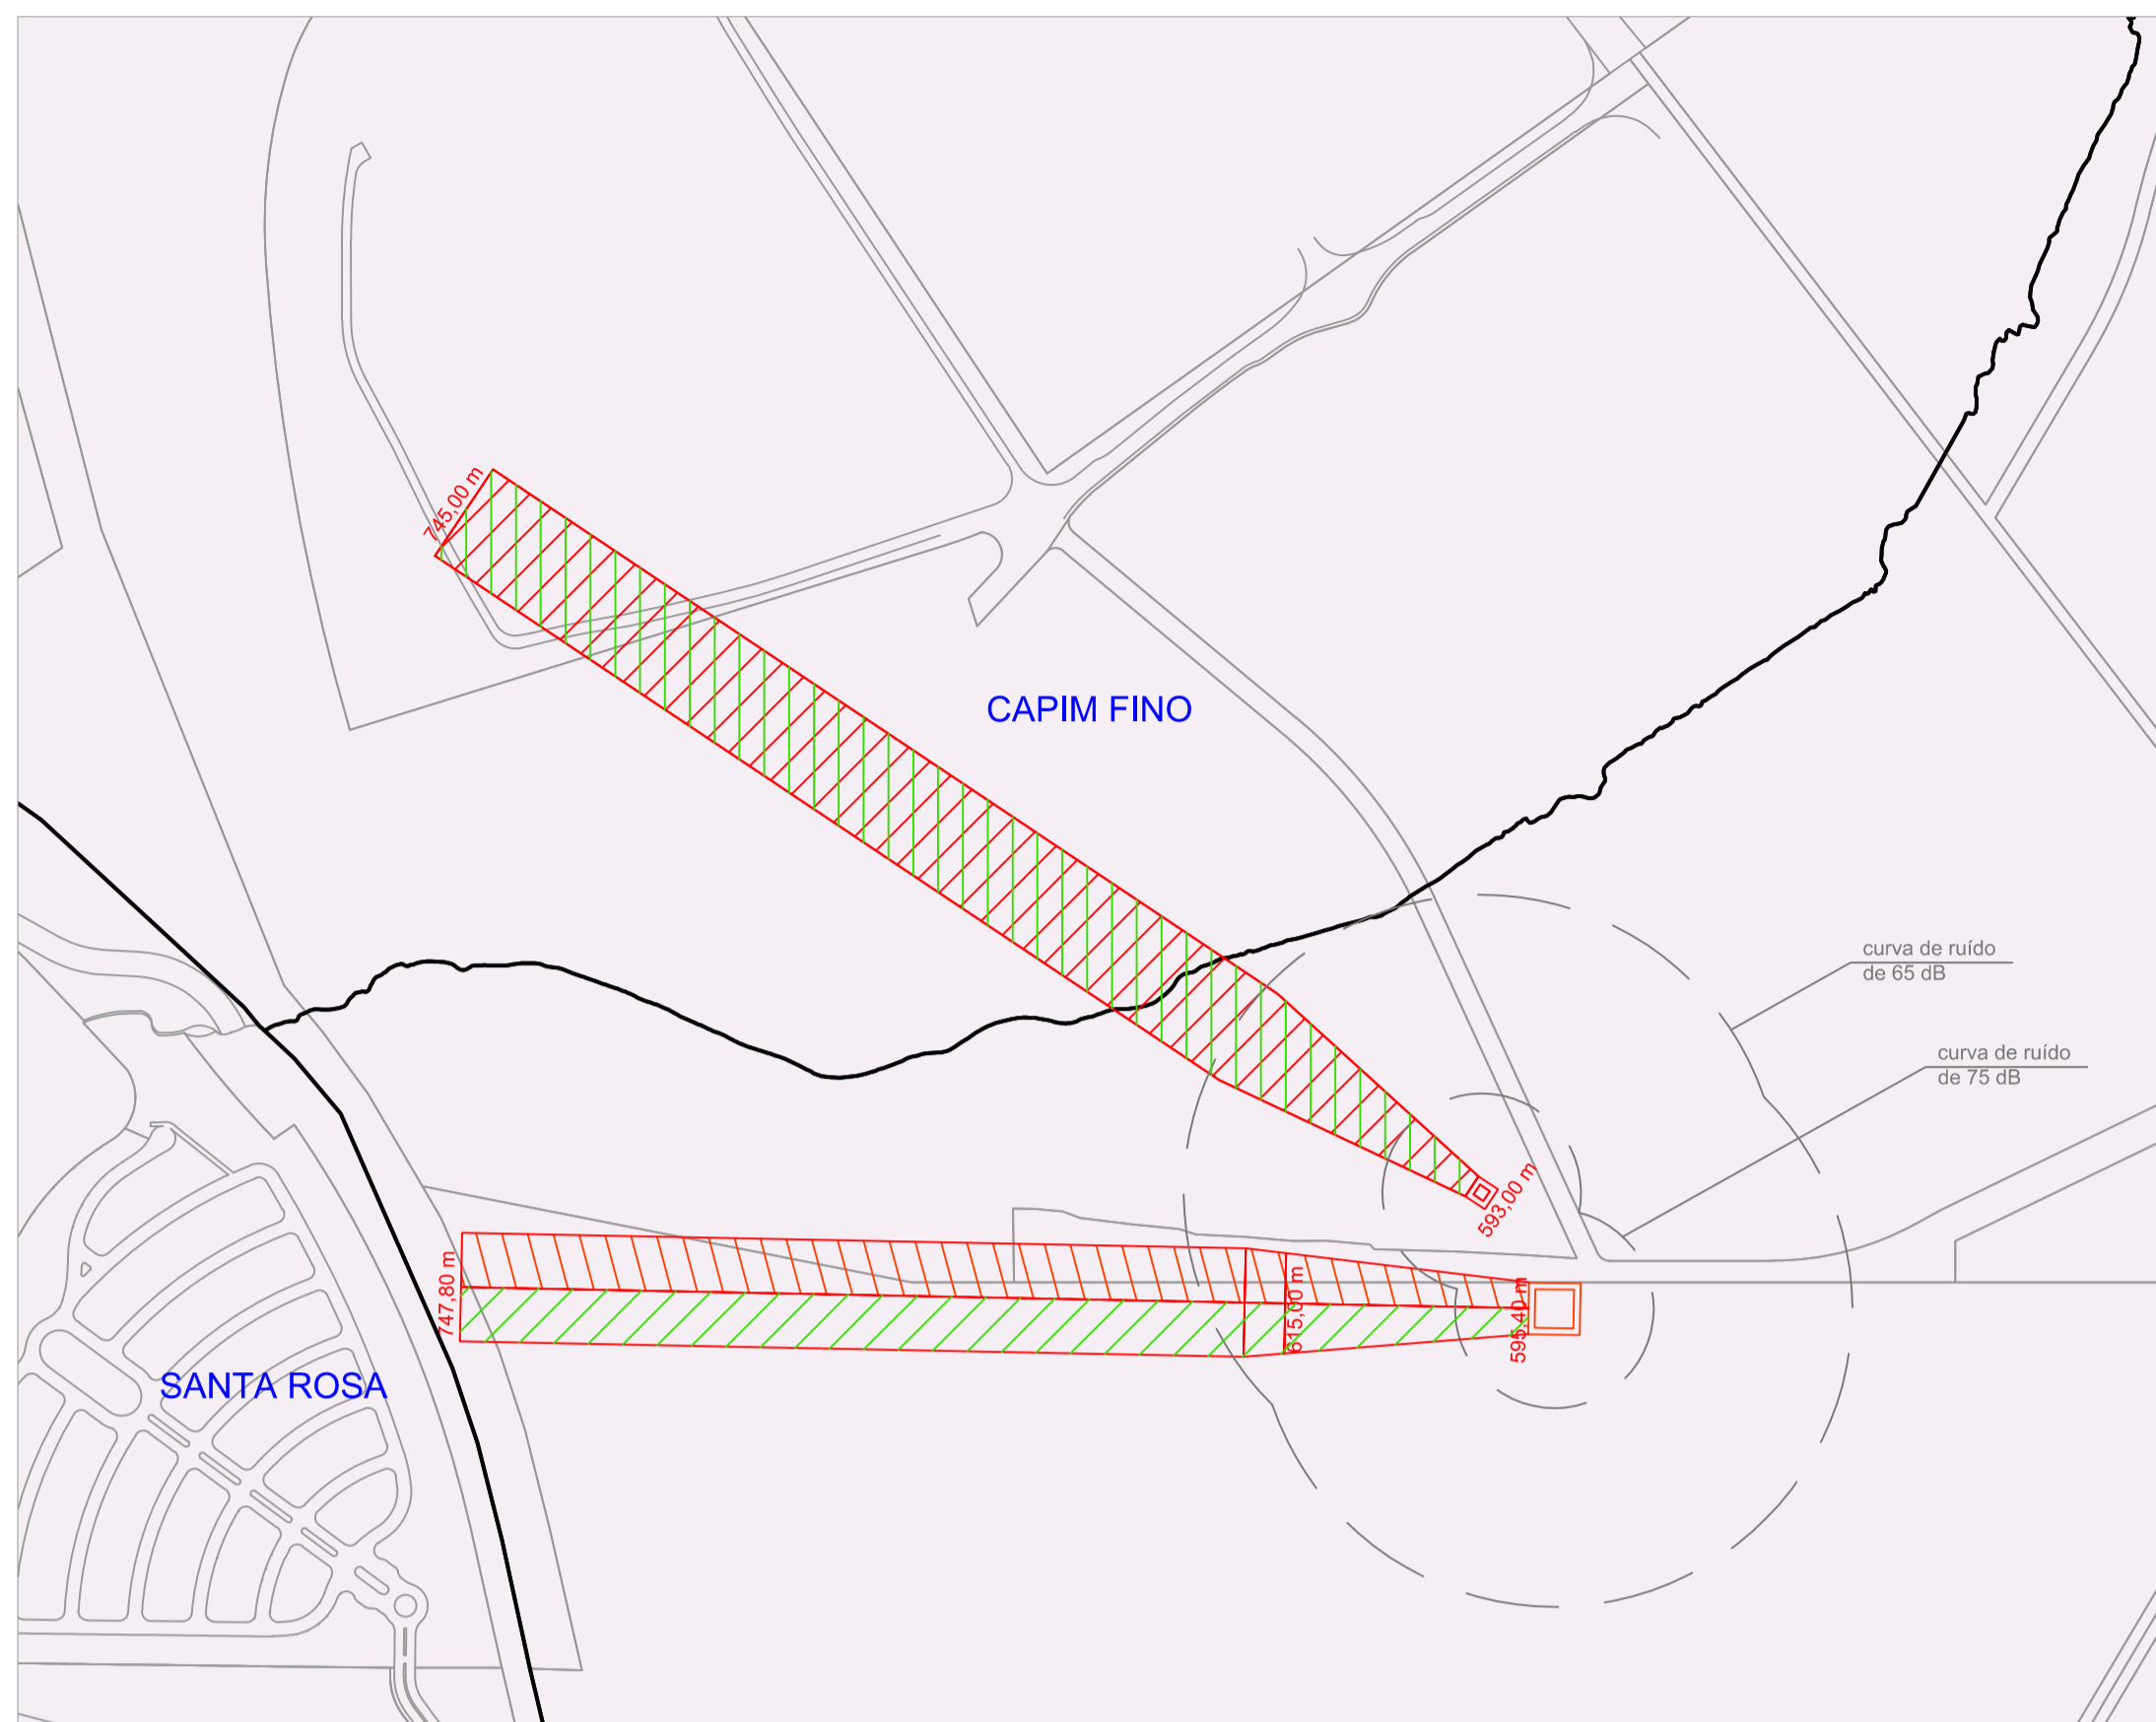 745,00 m
CAPIM FINO
curva de ruído
de 65 dB
curva de ruído
de 75 dB
593,00 m
747,80 m
615,00 m
595,40 m
SANTA ROSA